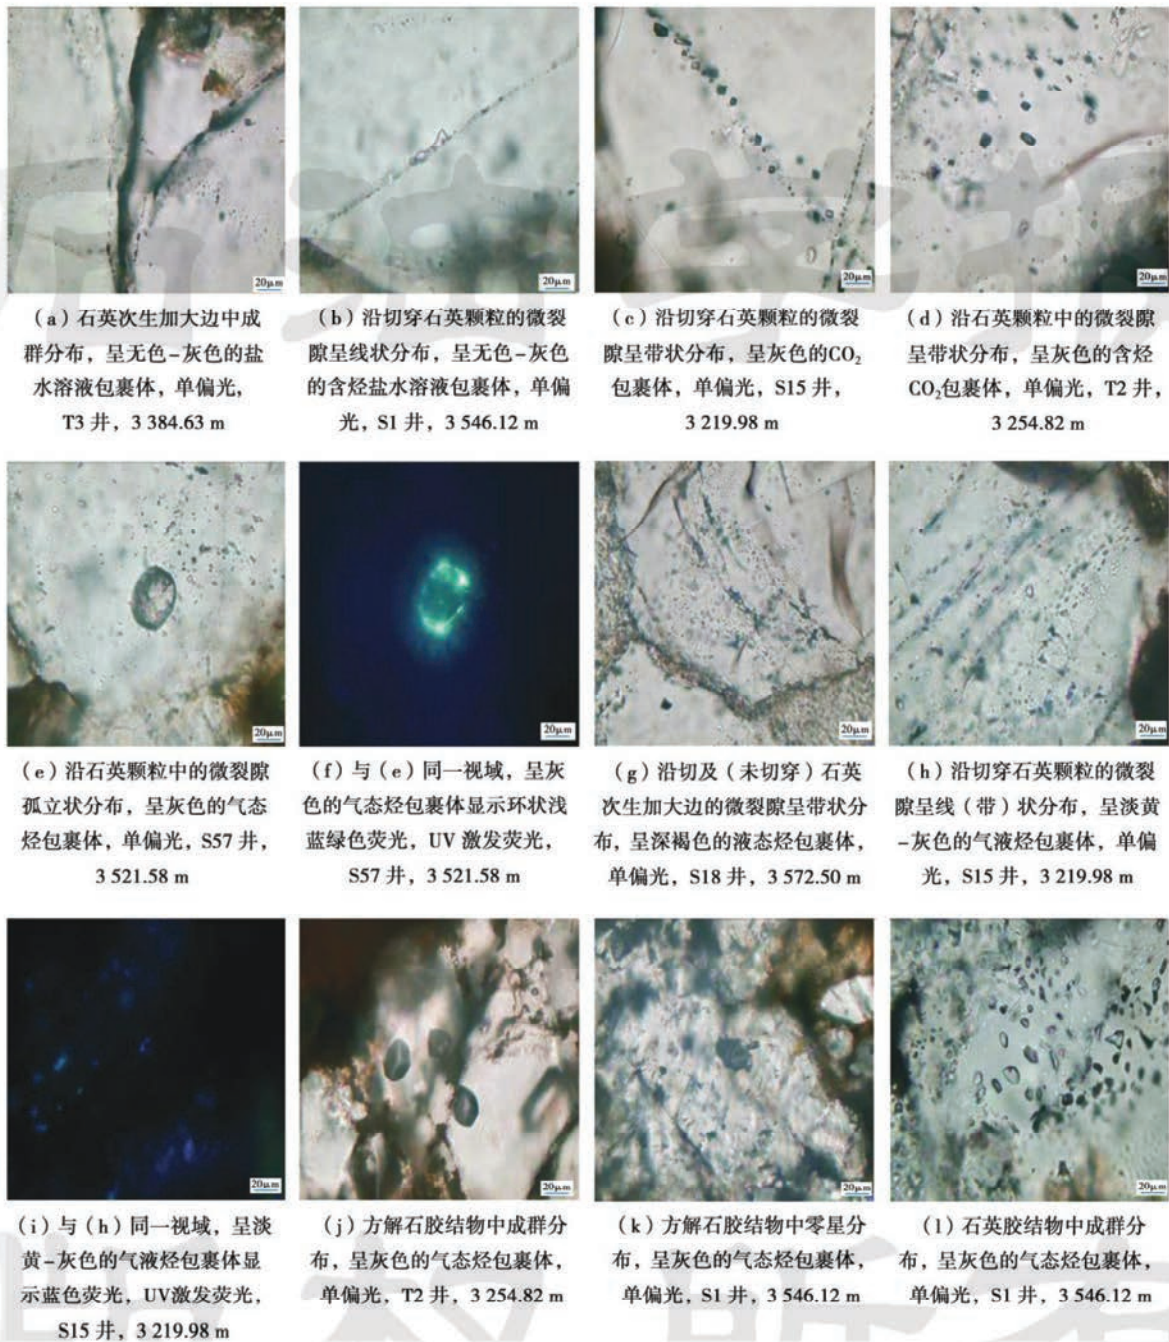 20μm
20μm
20μm
20μm
(a)石英次生加大边中成
群分布，呈无色-灰色的盐
水溶液包裹体，单偏光，
T3 井，3 384.63 m
(b)沿切穿石英颗粒的微裂
隙呈线状分布，呈无色-灰色
的含烃盐水溶液包裹体，单偏
光，S1 井，3 546.12 m
(c)沿切穿石英颗粒的微裂
隙呈带状分布，呈灰色的CO₂
包裹体，单偏光，S15 井，
3 219.98 m
(d)沿石英颗粒中的微裂隙
呈带状分布，呈灰色的含烃
CO₂包裹体，单偏光，T2 井，
3 254.82 m
20μm
20μm
20μm
20μm
(e)沿石英颗粒中的微裂隙
孤立状分布，呈灰色的气态
烃包裹体，单偏光，S57 井，
3 521.58 m
(f)与(e)同一视域，呈灰
色的气态烃包裹体显示环状浅
蓝绿色荧光，UV 激发荧光，
S57 井，3 521.58 m
(g)沿切及(未切穿)石英
次生加大边的微裂隙呈带状分
布，呈深褐色的液态烃包裹体，
单偏光，S18 井，3 572.50 m
(h)沿切穿石英颗粒的微裂
隙呈线(带)状分布，呈淡黄
-灰色的气液烃包裹体，单偏
光，S15 井，3 219.98 m
20μm
20μm
20μm
20μm
(i)与(h)同一视域，呈淡
黄-灰色的气液烃包裹体显
示蓝色荧光，UV激发荧光，
S15 井，3 219.98 m
(j)方解石胶结物中成群分
布，呈灰色的气态烃包裹体，
单偏光，T2 井，3 254.82 m
(k)方解石胶结物中零星分
布，呈灰色的气态烃包裹体，
单偏光，S1 井，3 546.12 m
(l)石英胶结物中成群分
布，呈灰色的气态烃包裹体，
单偏光，S1 井，3 546.12 m